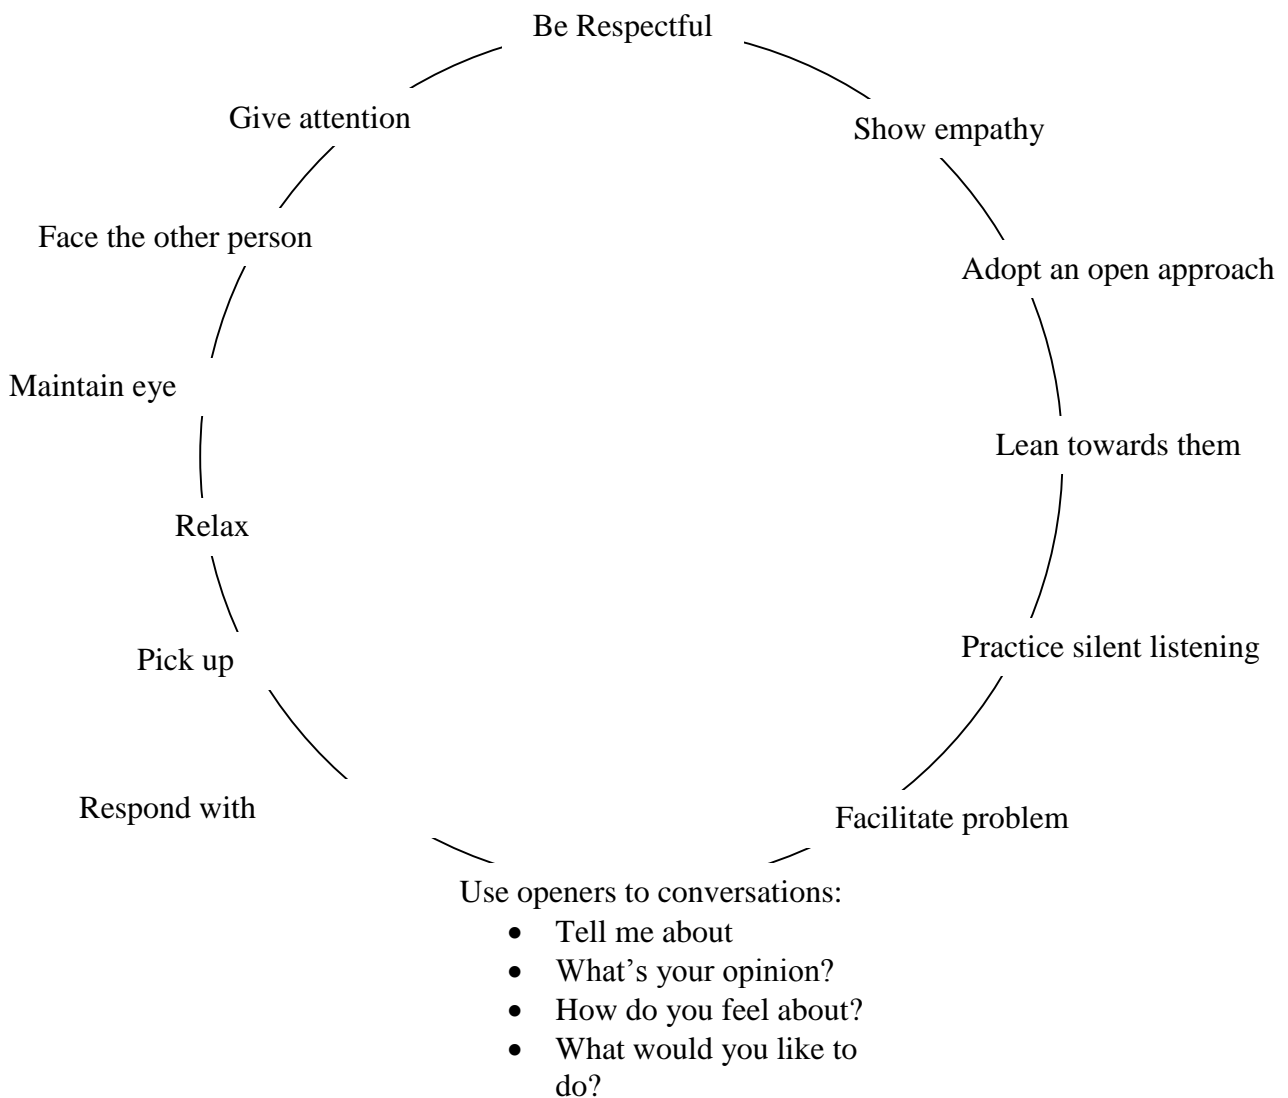 Be Respectful
Give attention
Show empathy
Face the other person
Adopt an open approach
Maintain eye
Lean towards them
Relax
Practice silent listening
Pick up
Respond with
Facilitate problem
Use openers to conversations:
• Tell me about
• What’s your opinion?
• How do you feel about?
• What would you like to
do?